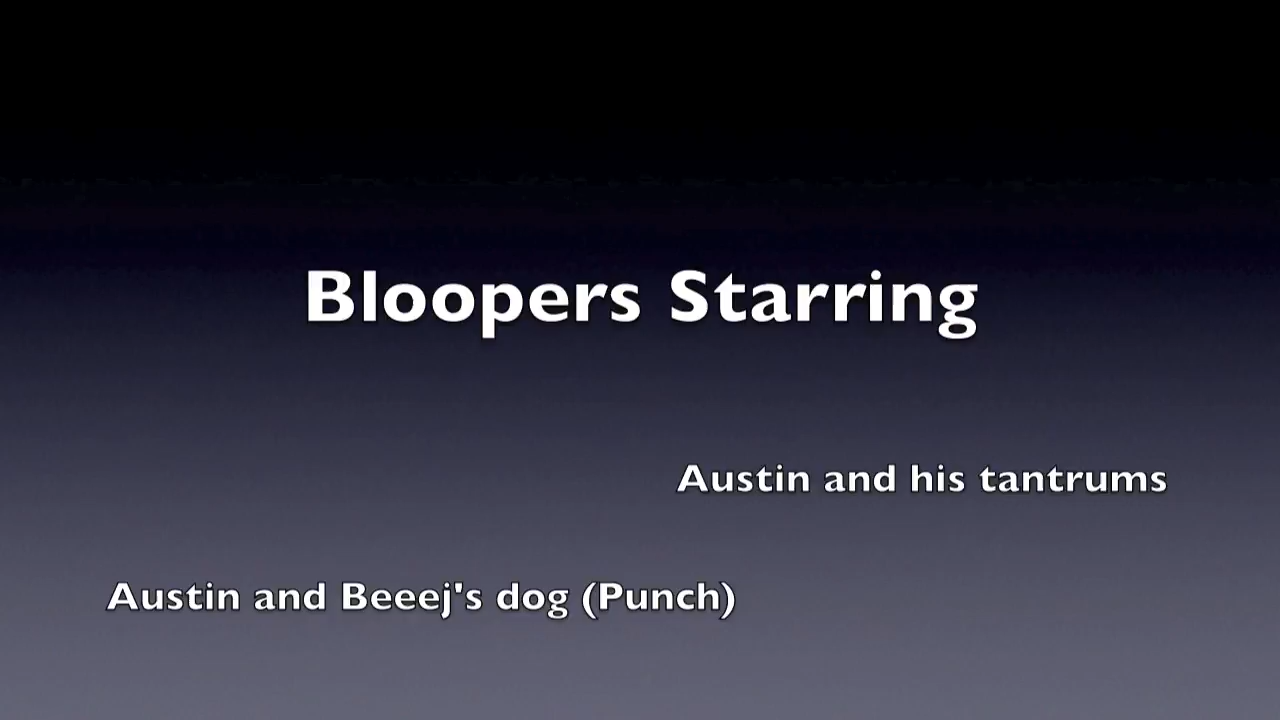 Bloopers Starring
Austin and his tantrums
Austin and Beeej's dog (Punch)